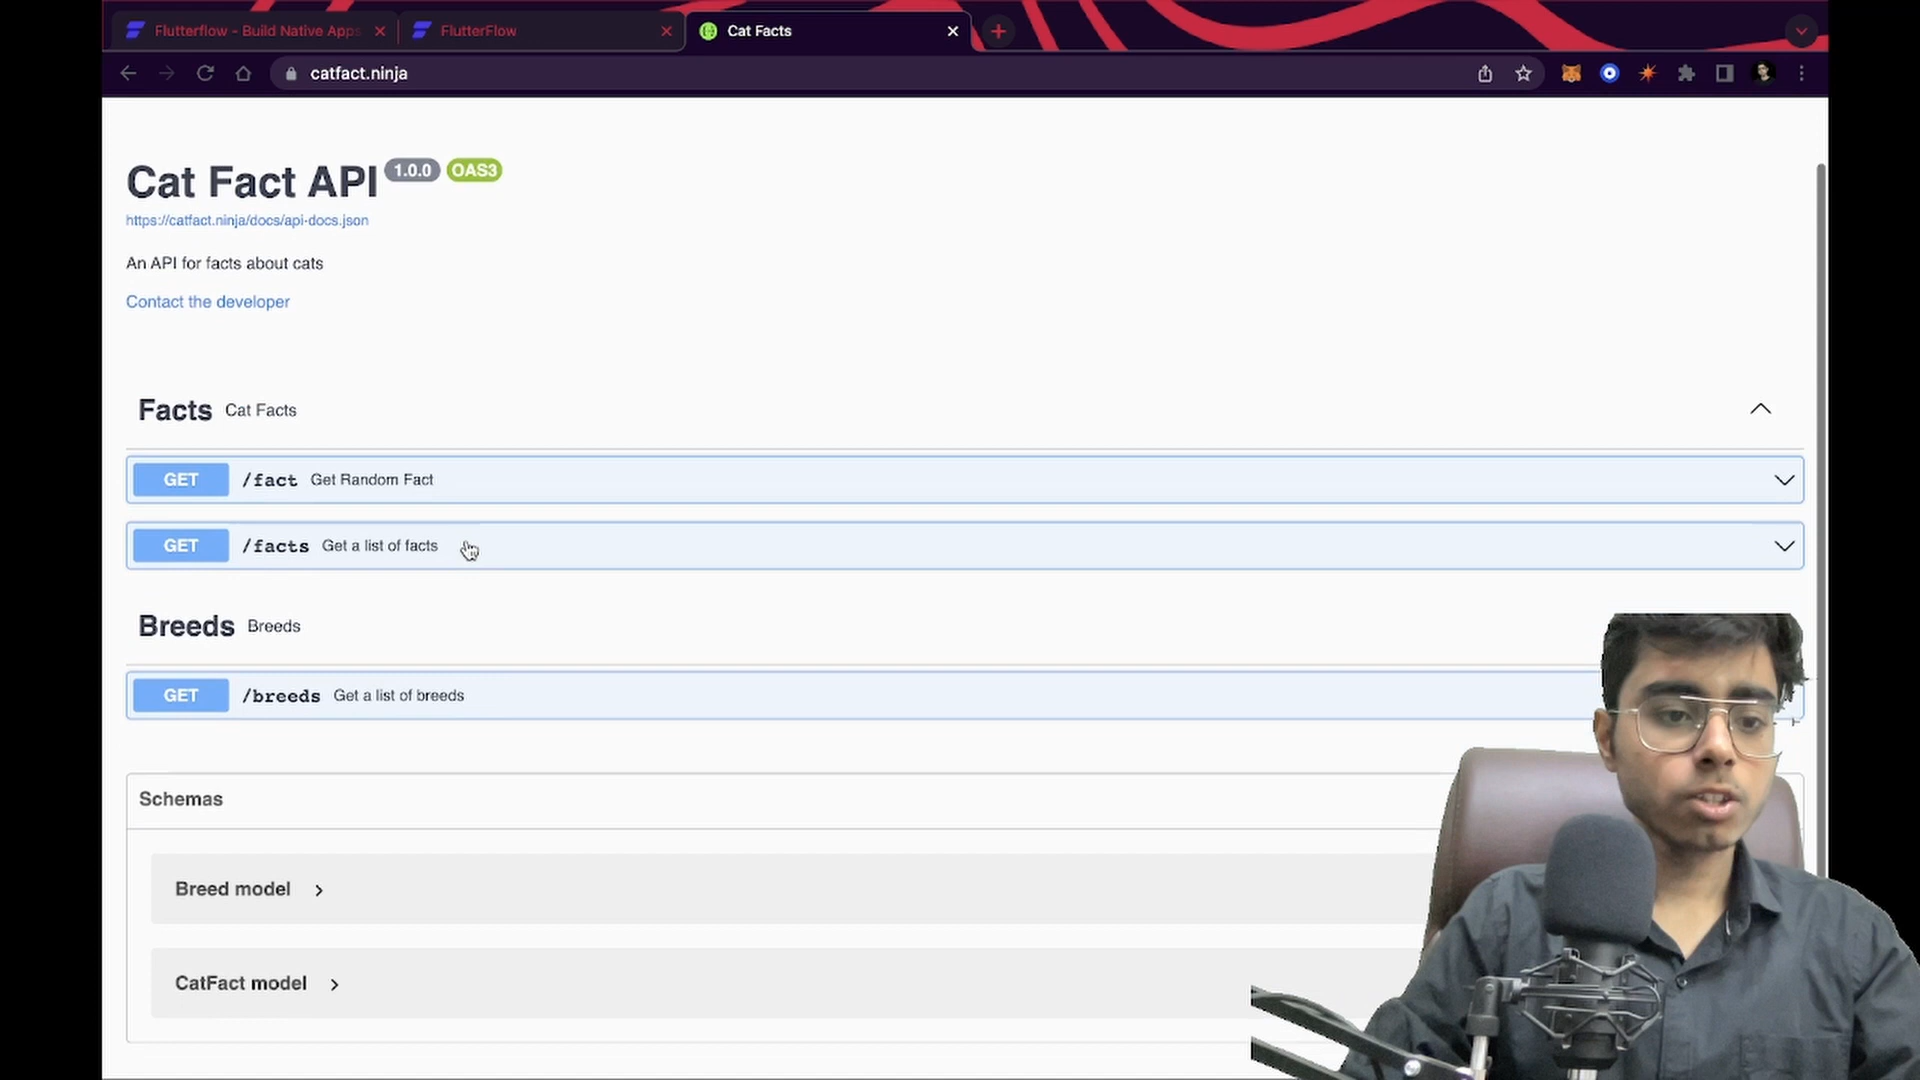 Flutterflow - Build Native Apps
FlutterFlow
Cat Facts
catfact.ninja
Cat Fact API 1.0.0 OAS3
https://catfact.ninja/docs/api-docs.json
An API for facts about cats
Contact the developer
Facts Cat Facts
GET /fact Get Random Fact
GET /facts Get a list of facts
Breeds Breeds
GET /breeds Get a list of breeds
Schemas
Breed model
CatFact model